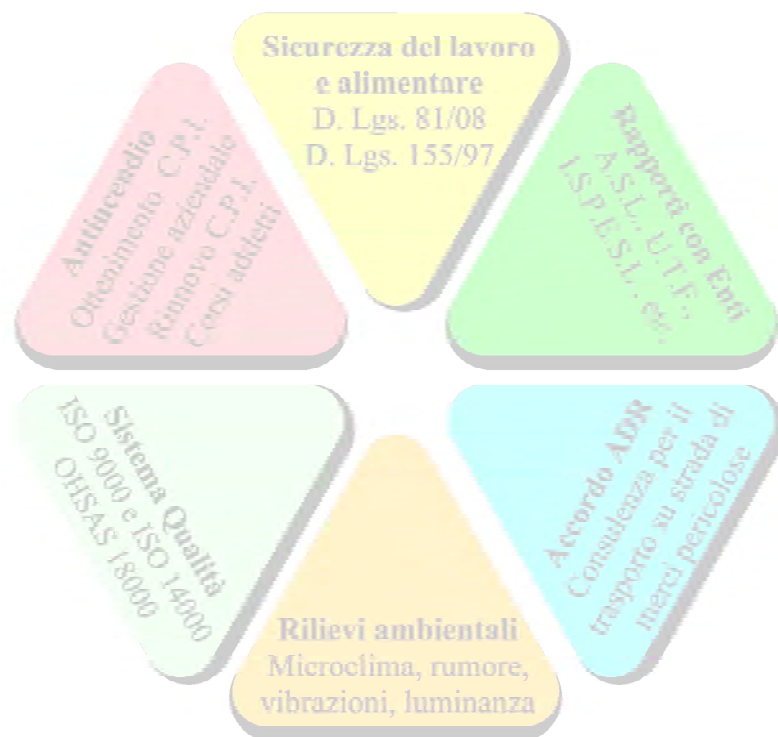 Sicurezza del lavoro
e alimentare
D. Lgs. 81/08
D. Lgs. 155/97
Rapporti con Enti
A.S.L., U.T.F.,
I.S.P.E.S.L., etc.
Accordo ADR
Consulenza per il
trasporto su strada di
merci pericolose
Rilievi ambientali
Microclima, rumore,
vibrazioni, luminanza
Sistema Qualità
ISO 9000 e ISO 14000
OHSAS 18000
Antiincendio
Ottenimento C.P.I.
Gestione aziendale
Rinnovo C.P.I.
Corsi addetti